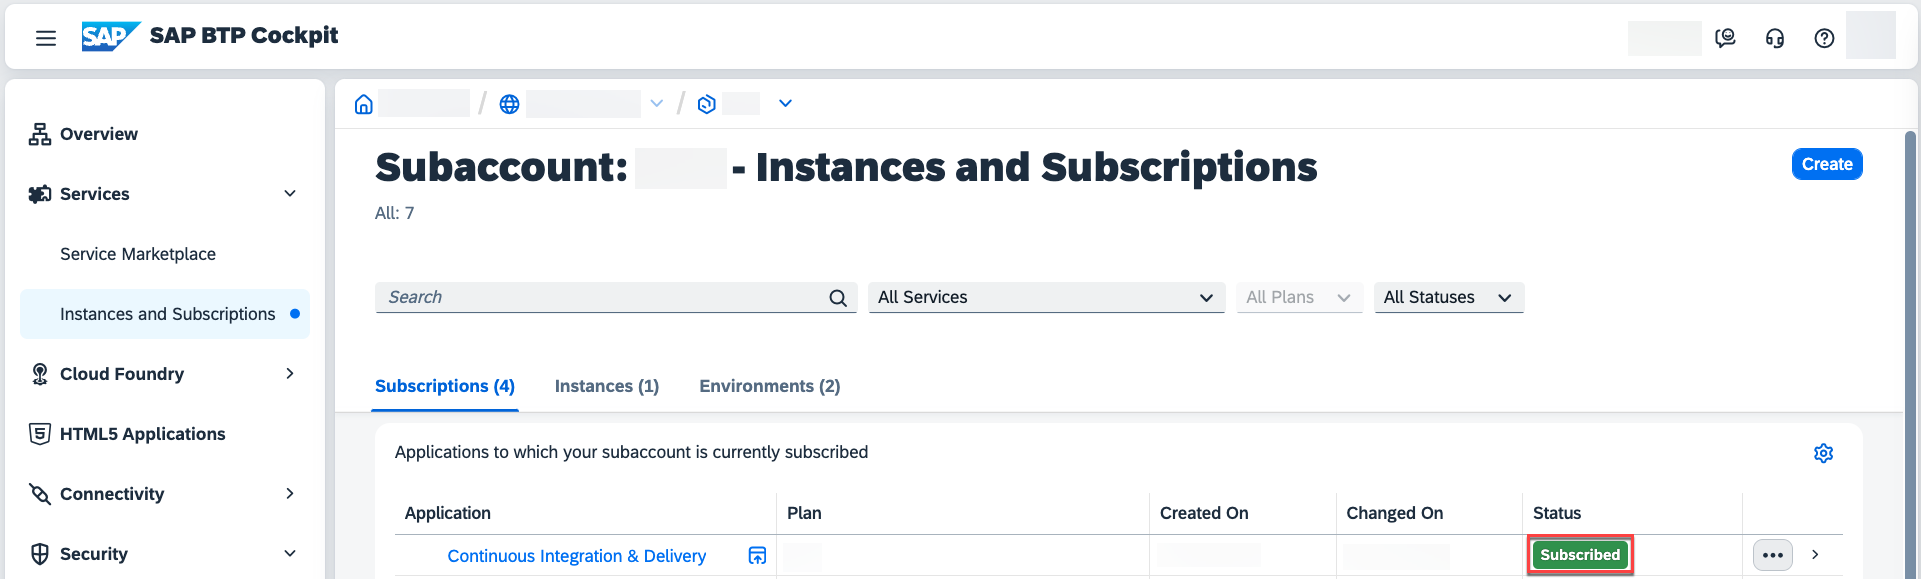 SAP SAP BTP Cockpit
Overview
Services
Service Marketplace
Instances and Subscriptions
Cloud Foundry
HTML5 Applications
Connectivity
Security
Subaccount: - Instances and Subscriptions
Create
All: 7
Search
All Services
All Plans
All Statuses
Subscriptions (4)
Instances (1)
Environments (2)
Applications to which your subaccount is currently subscribed
Application Plan Created On Changed On Status
Continuous Integration & Delivery Subscribed